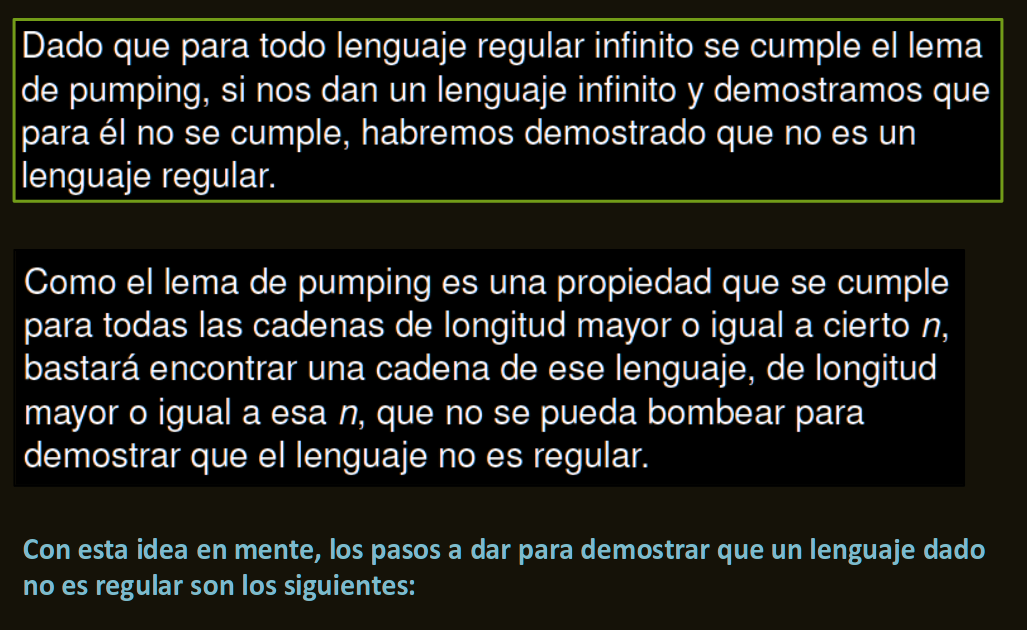 Dado que para todo lenguaje regular infinito se cumple el lema
de pumping, si nos dan un lenguaje infinito y demostramos que
para él no se cumple, habremos demostrado que no es un
lenguaje regular.
Como el lema de pumping es una propiedad que se cumple
para todas las cadenas de longitud mayor o igual a cierto n,
bastará encontrar una cadena de ese lenguaje, de longitud
mayor o igual a esa n, que no se pueda bombear para
demostrar que el lenguaje no es regular.
Con esta idea en mente, los pasos a dar para demostrar que un lenguaje dado
no es regular son los siguientes: